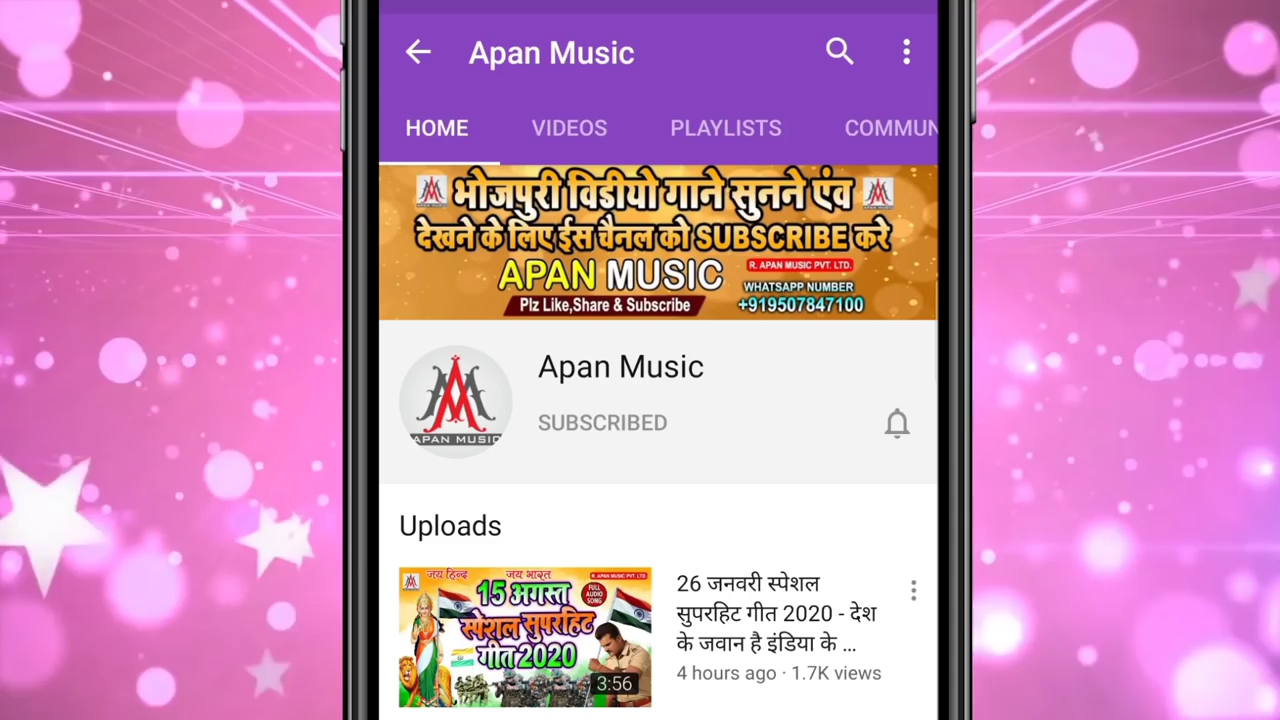 Apan Music
HOME VIDEOS PLAYLISTS COMMUN
भोजपुरी विडीयो गाने सुनने एंव
देखने के लिए ईस चैनल को SUBSCRIBE करे
APAN MUSIC
R. APAN MUSIC PVT. LTD.
Plz Like,Share & Subscribe
WHATSAPP NUMBER
+919507847100
APAN MUSIC
Apan Music
SUBSCRIBED
Uploads
जय हिन्द जय भारत
R. APAN MUSIC PVT. LTD
15 अगस्त
FULL
AUDIO
SONG
स्पेशल सुपरहिट
गीत 2020
3:56
26 जनवरी स्पेशल
सुपरहिट गीत 2020 - देश
के जवान है इंडिया के ...
4 hours ago · 1.7K views